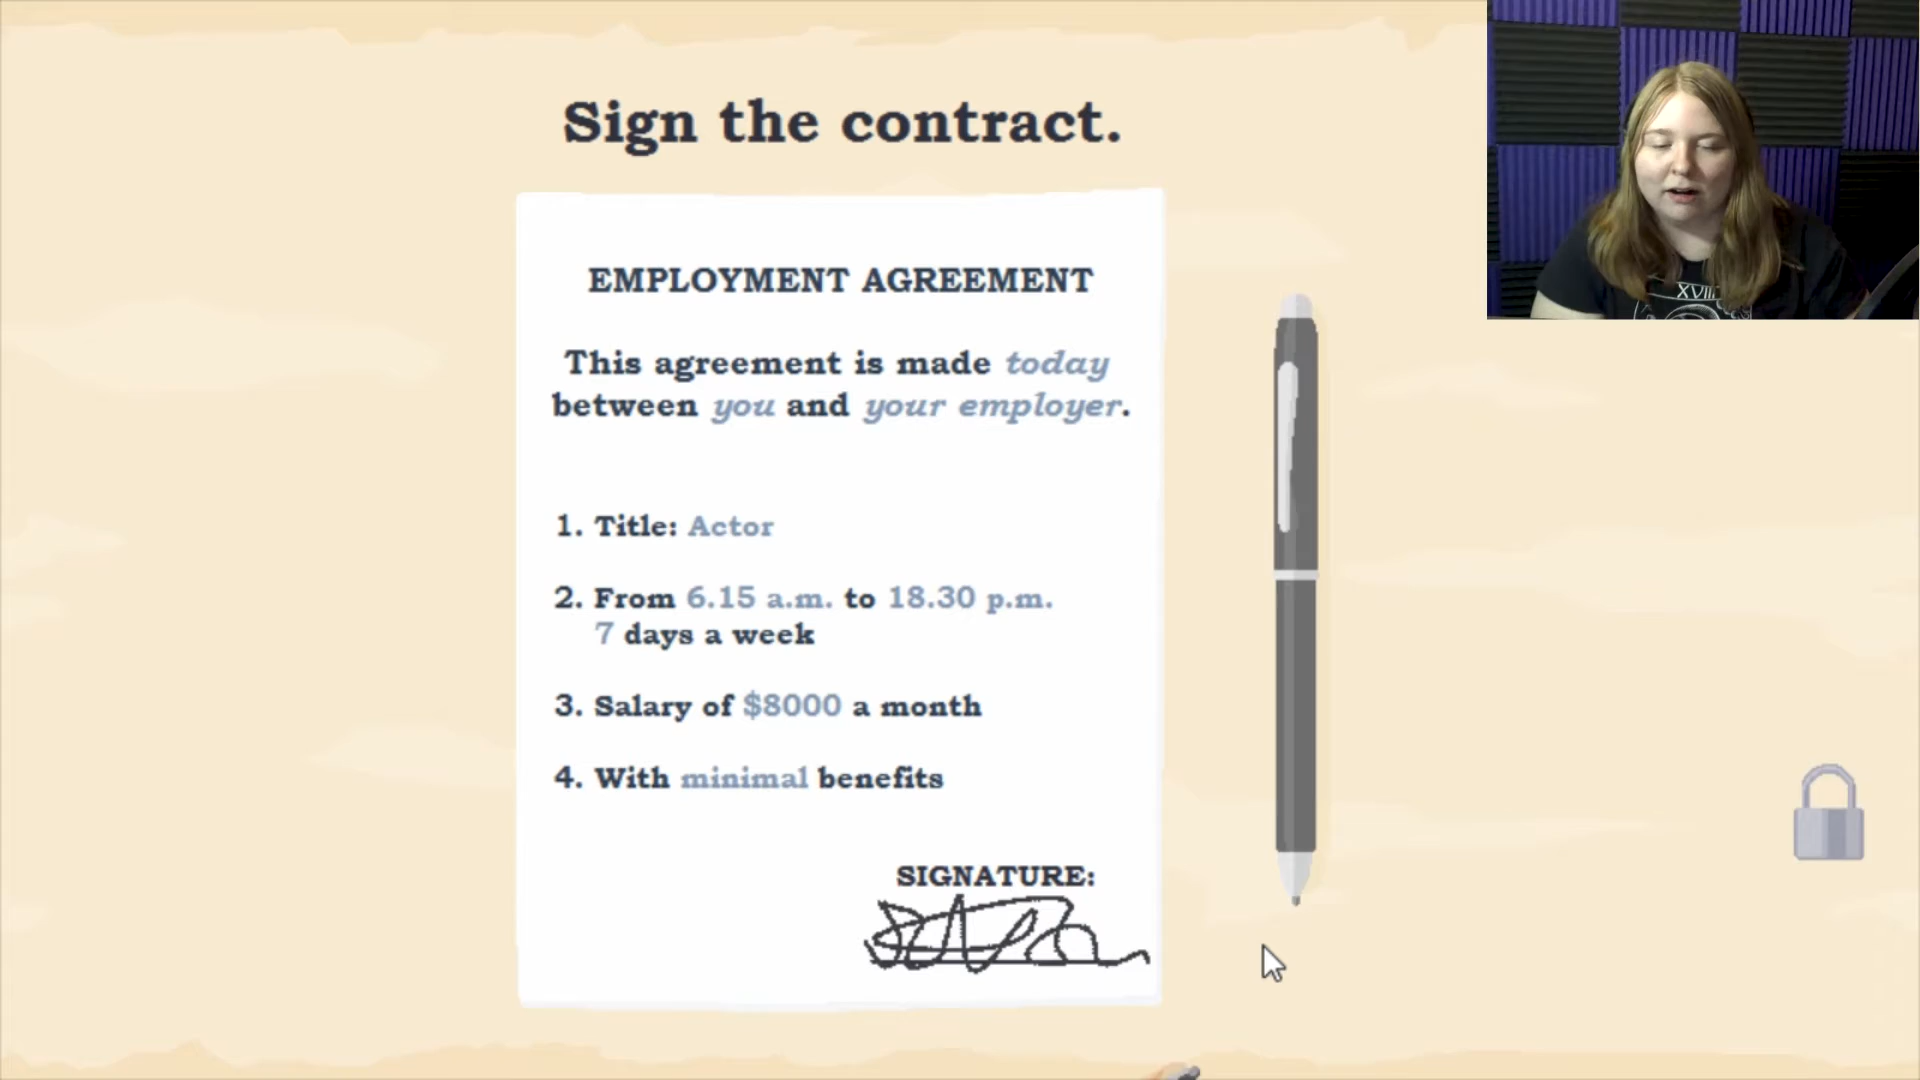 Sign the contract.
EMPLOYMENT AGREEMENT
This agreement is made today
between you and your employer.
1. Title: Actor
2. From 6.15 a.m. to 18.30 p.m.
7 days a week
3. Salary of $8000 a month
4. With minimal benefits
SIGNATURE:
XVIII